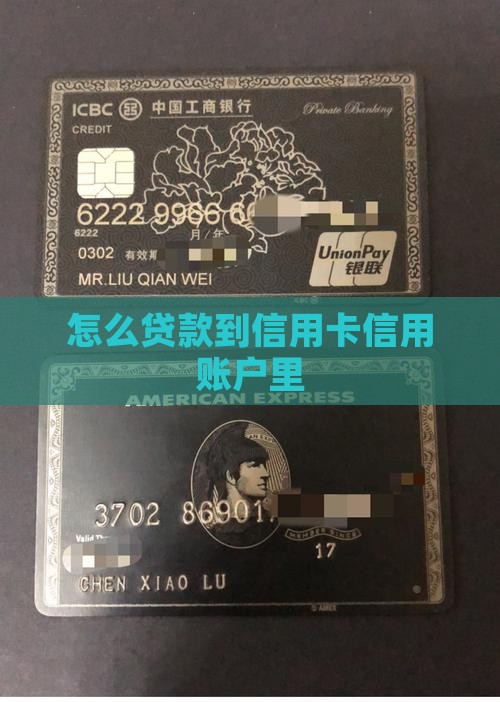 ICBC 中国工商银行
Private Banking
CREDIT
6222 9966 6
6222
月/年
0302 有效期
UnionPay
银联
MR.LIU QIAN WEI
怎么贷款到信用卡信用
账户里
AMERICAN EXPRESS
3702 86901
MEMBER SINCE
Valid
17
CHEN XIAO LU
© AMEX